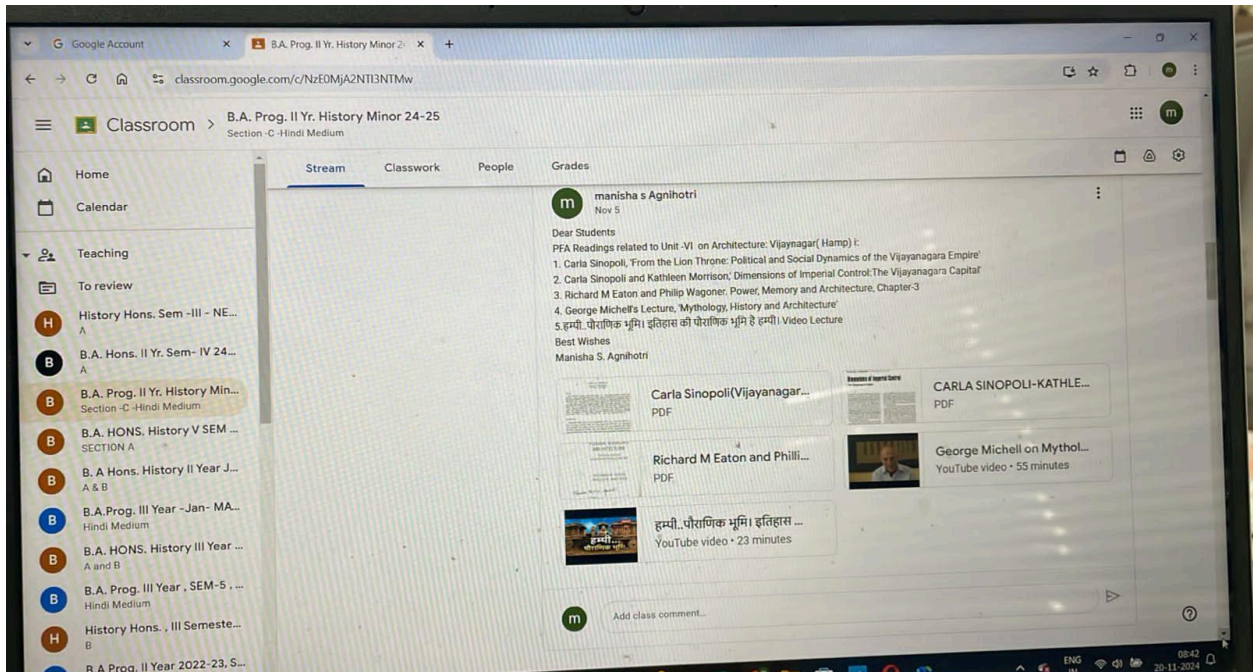 Google Account
B.A. Prog. II Yr. History Minor 2
classroom.google.com/c/NzE0MjA2NTI3NTMw
Classroom > B.A. Prog. II Yr. History Minor 24-25
Section -C -Hindi Medium
m
Stream Classwork People Grades
Home
Calendar
Teaching
To review
H History Hons. Sem -III - NE...
A
B B.A. Hons. II Yr. Sem- IV 24...
A
B B.A. Prog. II Yr. History Min...
Section -C -Hindi Medium
B B.A. HONS. History V SEM ...
SECTION A
B B. A Hons. History II Year J...
A & B
B B.A.Prog. III Year -Jan- MA...
Hindi Medium
B B.A. HONS. History III Year ...
A and B
B B.A. Prog. III Year , SEM-5 , ...
Hindi Medium
H History Hons. , III Semeste...
B
B.A Prog. II Year 2022-23, S...
m manisha s Agnihotri
Nov 5
Dear Students
PFA Readings related to Unit -VI on Architecture: Vijaynagar( Hamp) i:
1. Carla Sinopoli, 'From the Lion Throne: Political and Social Dynamics of the Vijayanagara Empire'
2. Carla Sinopoli and Kathleen Morrison,' Dimensions of Imperial Control:The Vijayanagara Capital'
3. Richard M Eaton and Philip Wagoner. Power, Memory and Architecture, Chapter-3
4. George Michell's Lecture, 'Mythology, History and Architecture'
5.हम्पी..पौराणिक भूमि। इतिहास की पौराणिक भूमि है हम्पी। Video Lecture
Best Wishes
Manisha S. Agnihotri
Carla Sinopoli(Vijayanagar...
PDF
Dimensions of Imperial Control
CARLA SINOPOLI-KATHLE...
PDF
Richard M Eaton and Philli...
PDF
George Michell on Mythol...
YouTube video • 55 minutes
हम्पी...
पौराणिक भूमि
हम्पी..पौराणिक भूमि। इतिहास ...
YouTube video • 23 minutes
m Add class comment...
ENG
IN
08:42
20-11-2024